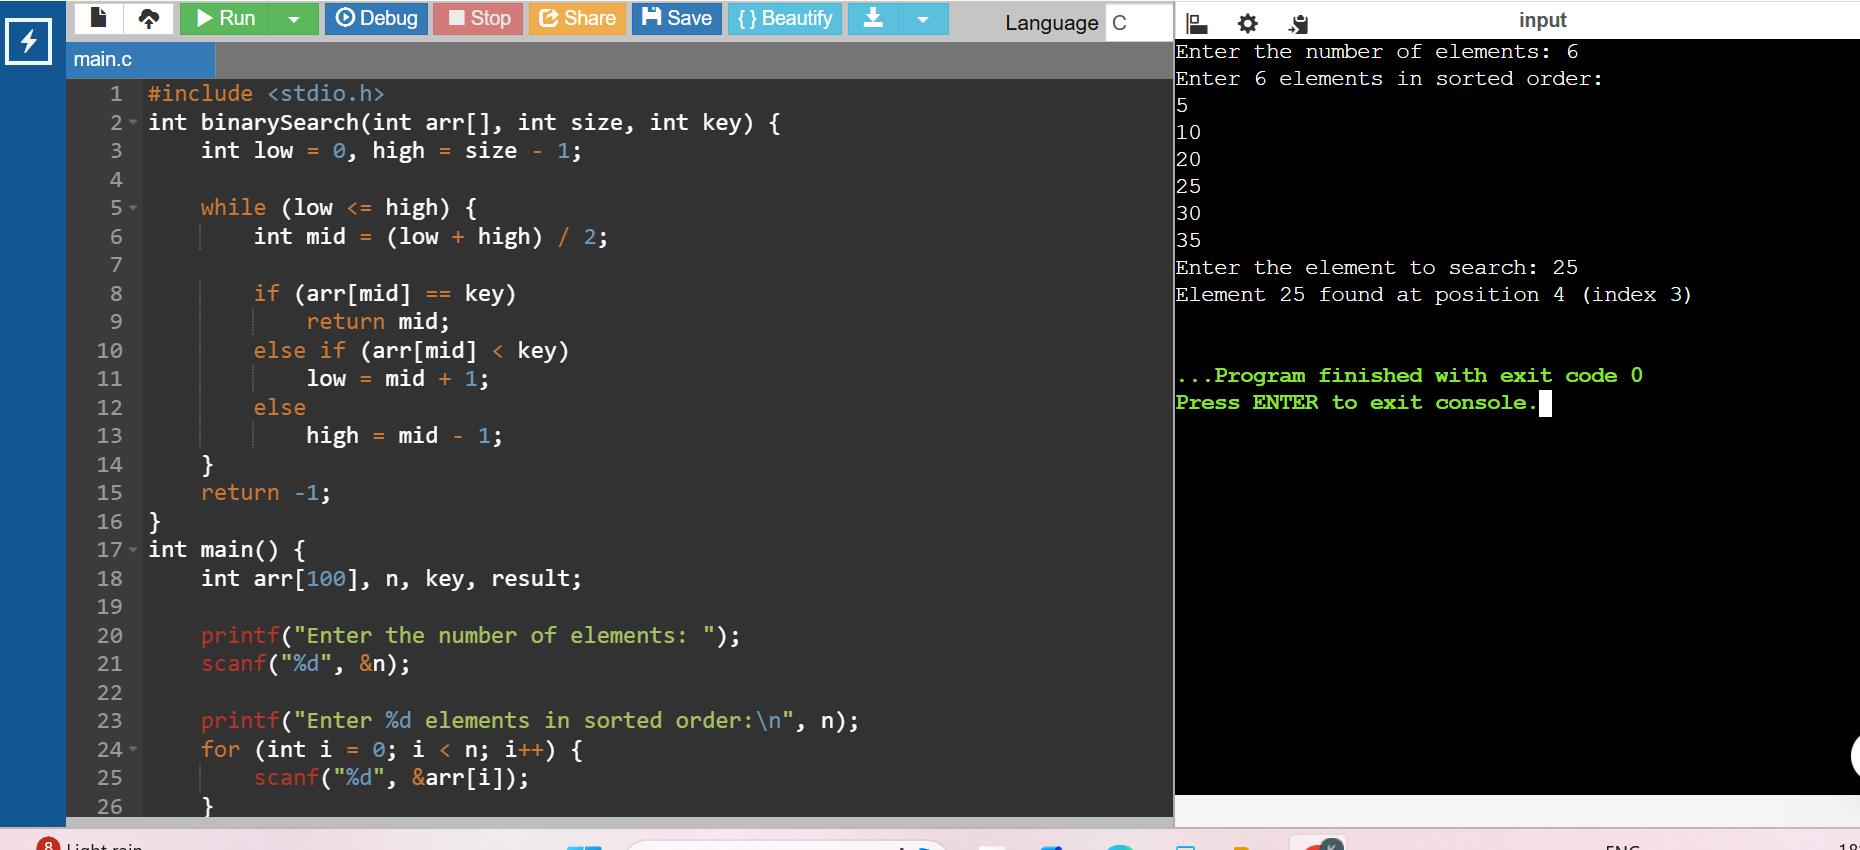 Run
Debug
Stop
Share
Save
{ } Beautify
Language C
main.c
1 #include <stdio.h>
2 int binarySearch(int arr[], int size, int key) {
3     int low = 0, high = size - 1;
4
5     while (low <= high) {
6         int mid = (low + high) / 2;
7
8         if (arr[mid] == key)
9             return mid;
10         else if (arr[mid] < key)
11             low = mid + 1;
12         else
13             high = mid - 1;
14     }
15     return -1;
16 }
17 int main() {
18     int arr[100], n, key, result;
19
20     printf("Enter the number of elements: ");
21     scanf("%d", &n);
22
23     printf("Enter %d elements in sorted order:\n", n);
24     for (int i = 0; i < n; i++) {
25         scanf("%d", &arr[i]);
26     }
input
Enter the number of elements: 6
Enter 6 elements in sorted order:
5
10
20
25
30
35
Enter the element to search: 25
Element 25 found at position 4 (index 3)
...Program finished with exit code 0
Press ENTER to exit console.
8
Light rain
K
ENG